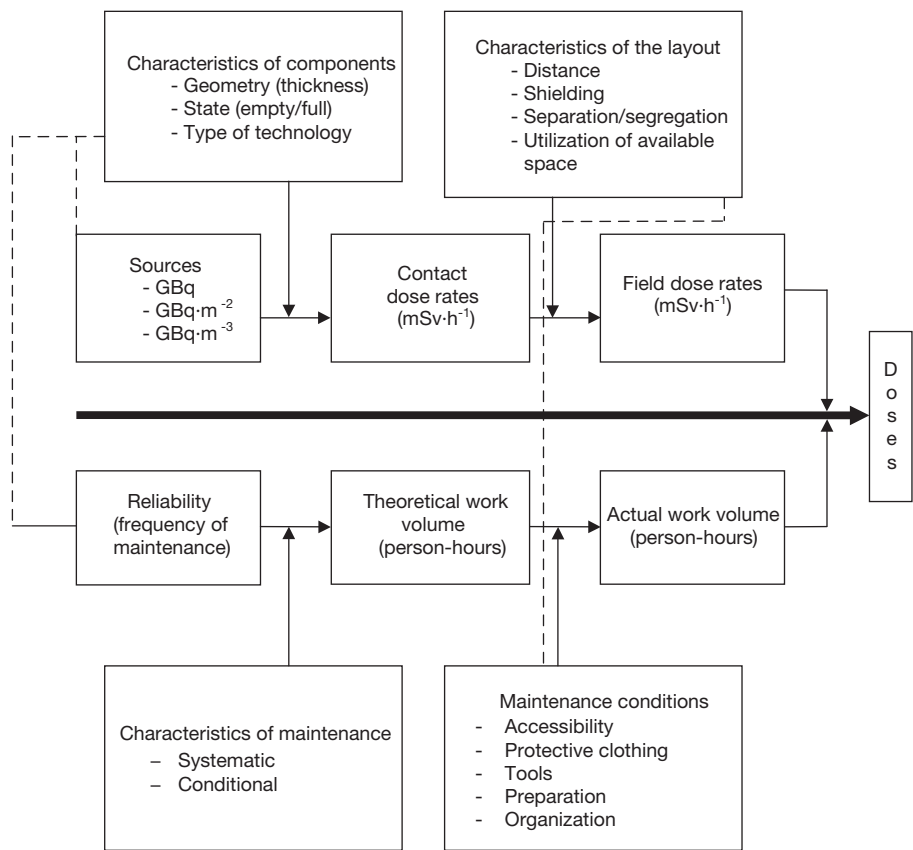 Characteristics of components
- Geometry (thickness)
- State (empty/full)
- Type of technology
Characteristics of the layout
- Distance
- Shielding
- Separation/segregation
- Utilization of available
space
Sources
- GBq
- GBq·m⁻²
- GBq·m⁻³
Contact
dose rates
(mSv·h⁻¹)
Field dose rates
(mSv·h⁻¹)
D
o
s
e
s
Reliability
(frequency of
maintenance)
Theoretical work
volume
(person-hours)
Actual work volume
(person-hours)
Characteristics of maintenance
– Systematic
– Conditional
Maintenance conditions
- Accessibility
- Protective clothing
- Tools
- Preparation
- Organization